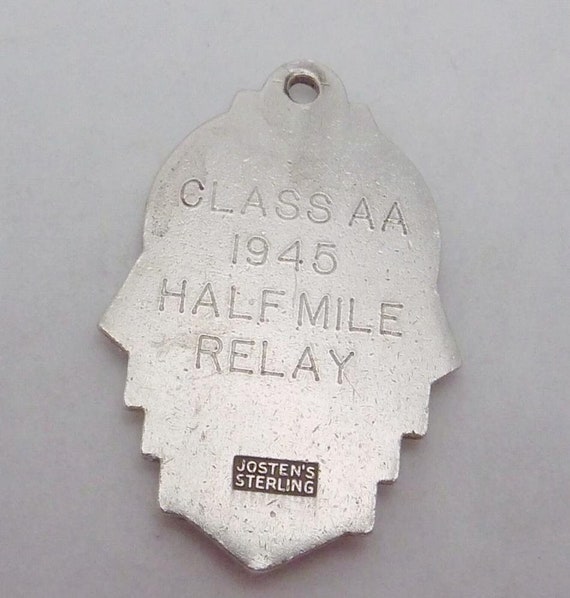 CLASS AA
1945
HALF MILE
RELAY
JOSTEN'S
STERLING